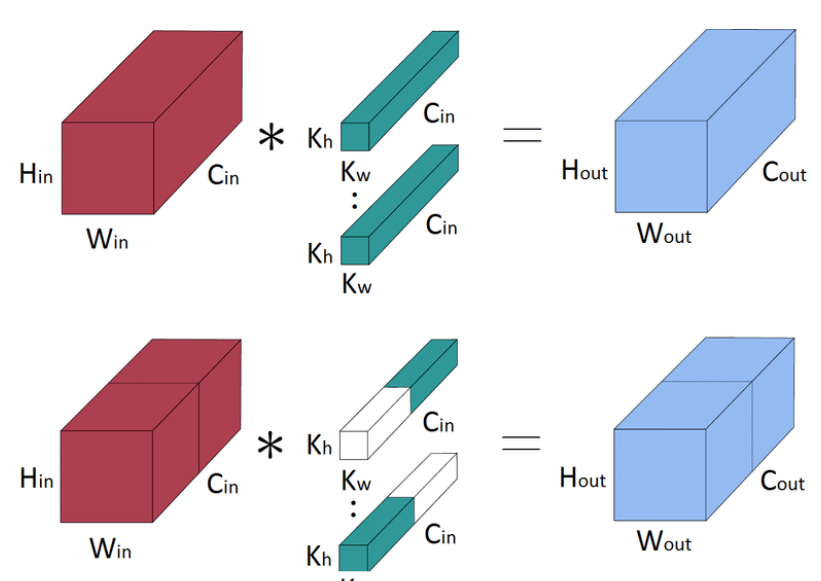 Hin
Win
Cin
*
Kh
Kw
Cin
⋮
Kh
Kw
Cin
=
Hout
Wout
Cout
Hin
Win
Cin
*
Kh
Kw
Cin
⋮
Kh
Cin
=
Hout
Wout
Cout